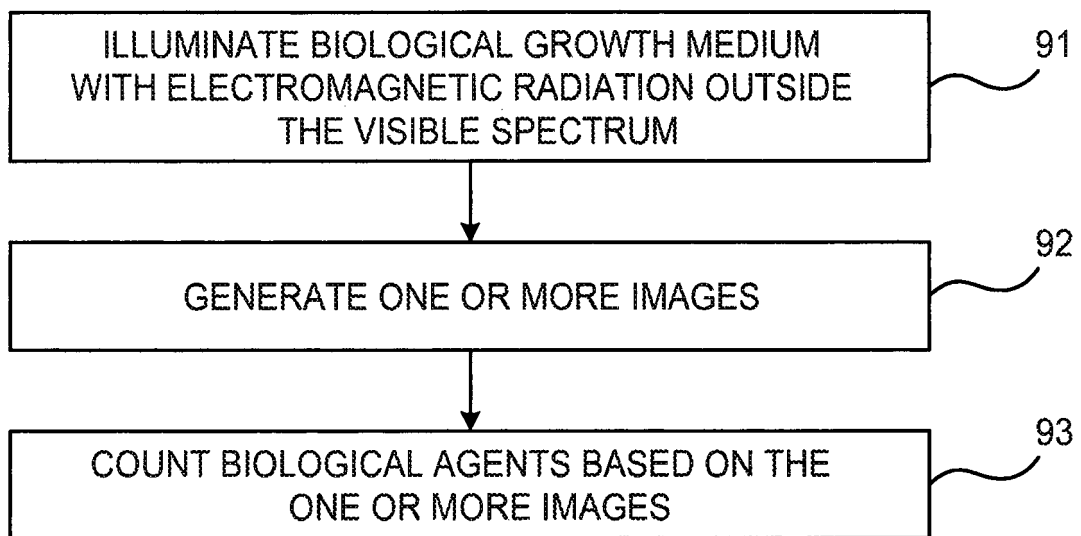 ILLUMINATE BIOLOGICAL GROWTH MEDIUM
WITH ELECTROMAGNETIC RADIATION OUTSIDE
THE VISIBLE SPECTRUM
91
GENERATE ONE OR MORE IMAGES
92
COUNT BIOLOGICAL AGENTS BASED ON THE
ONE OR MORE IMAGES
93